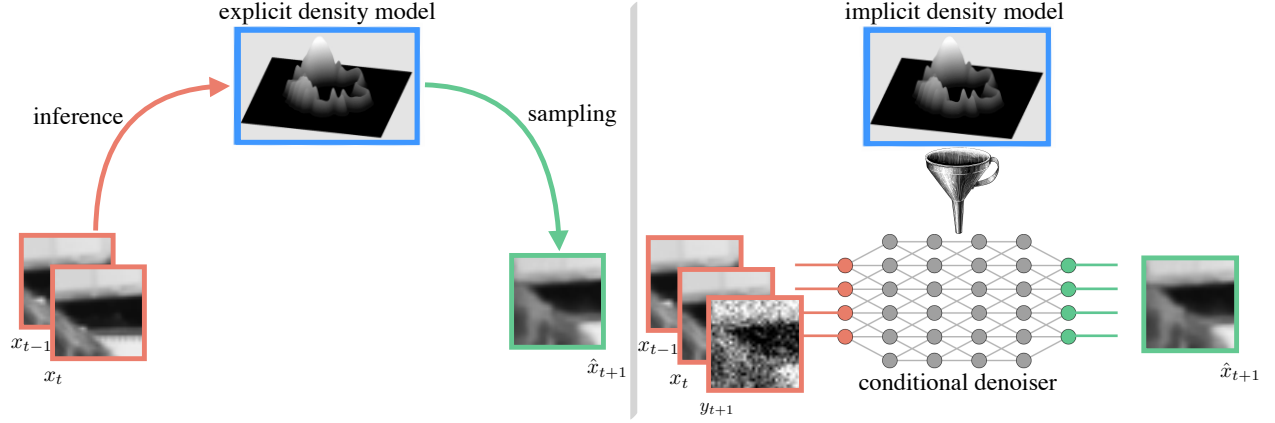 explicit density model
inference
sampling
x_{t-1}
x_t
\hat{x}_{t+1}
implicit density model
x_{t-1}
x_t
y_{t+1}
conditional denoiser
\hat{x}_{t+1}